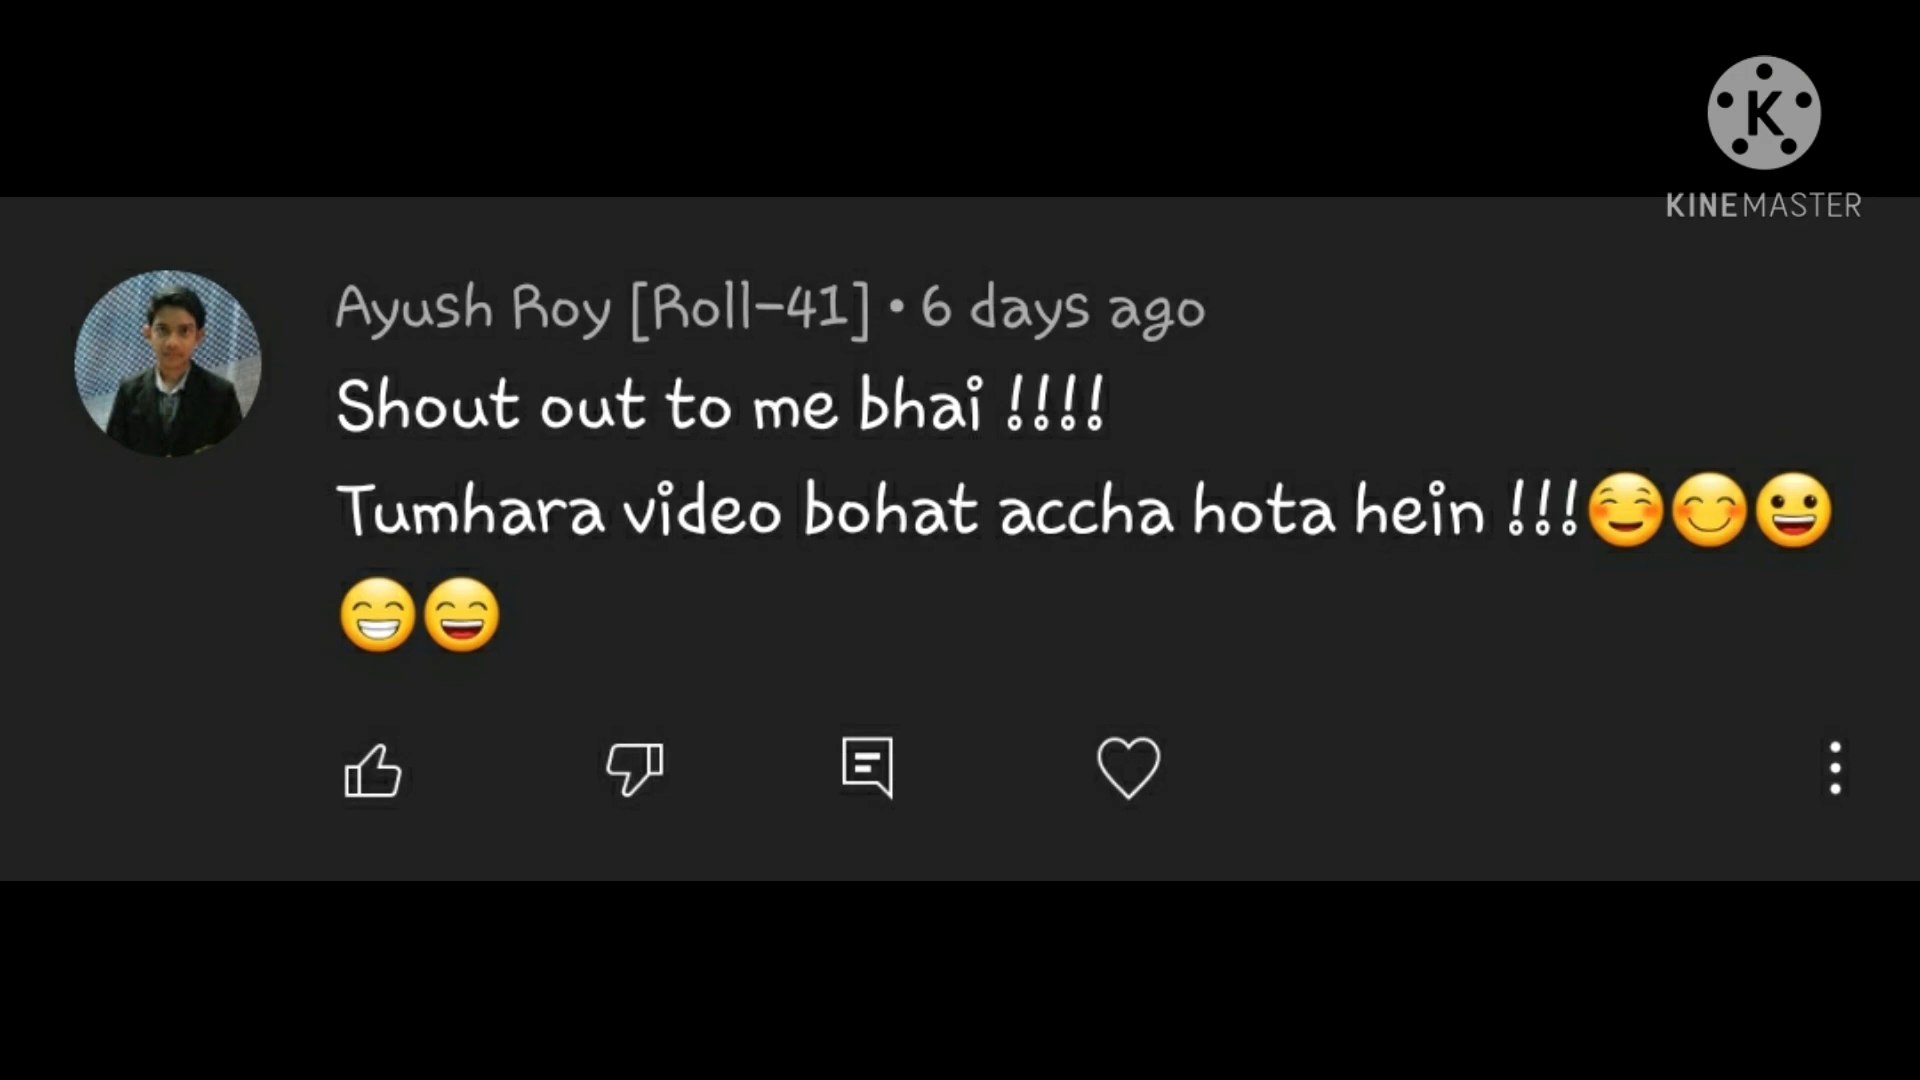 K
KINEMASTER
Ayush Roy [Roll-41] • 6 days ago
Shout out to me bhai !!!!
Tumhara video bohat accha hota hein !!!☺️😊😀
😁😄